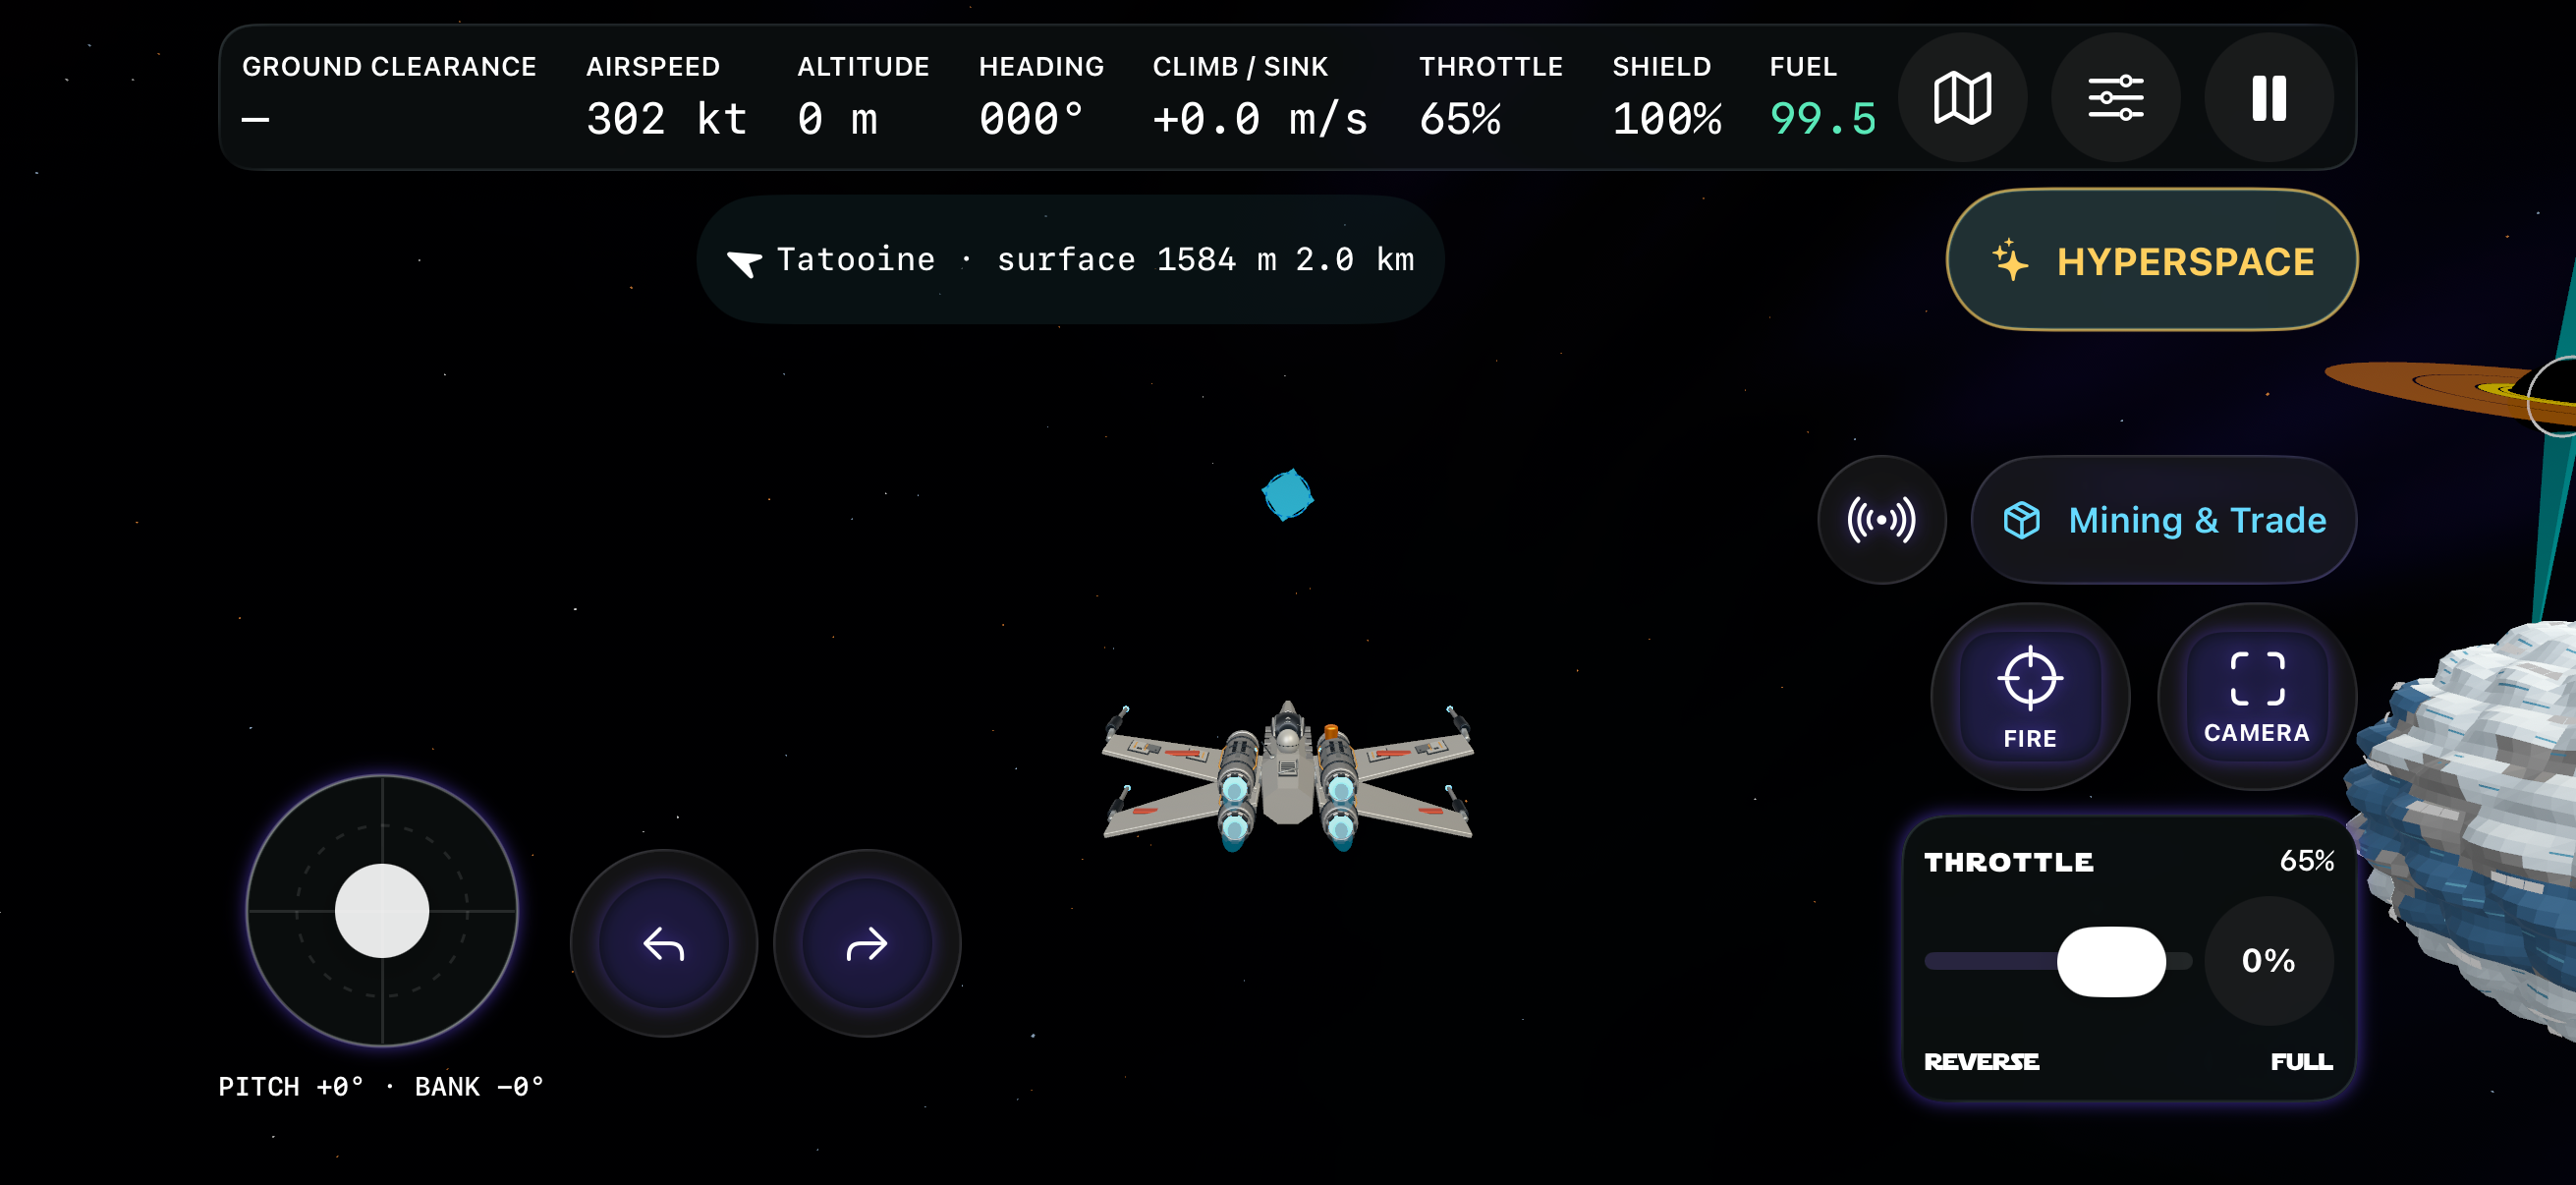 GROUND CLEARANCE AIRSPEED ALTITUDE HEADING CLIMB / SINK THROTTLE SHIELD FUEL
— 302 kt 0 m 000° +0.0 m/s 65% 100% 99.5
Tatooine · surface 1584 m 2.0 km
HYPERSPACE
Mining & Trade
FIRE
CAMERA
THROTTLE 65%
0%
REVERSE FULL
PITCH +0° · BANK −0°